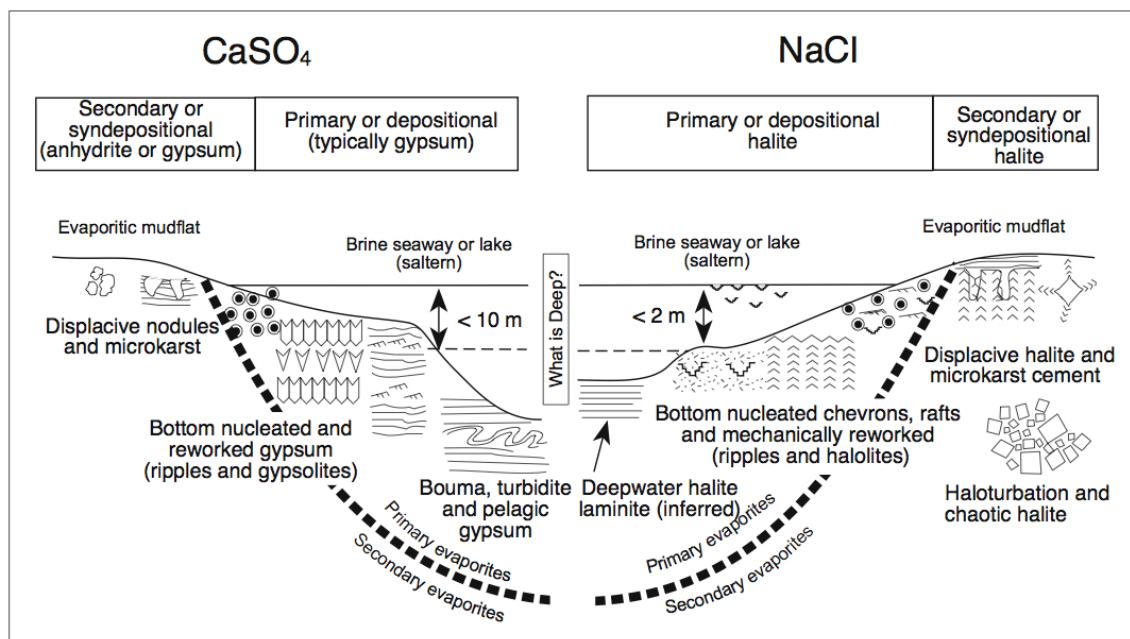 CaSO4
NaCl
Secondary or
syndepositional
(anhydrite or gypsum)
Primary or depositional
(typically gypsum)
Primary or depositional
halite
Secondary or
syndepositional
halite
Evaporitic mudflat
Brine seaway or lake
(saltern)
What is Deep?
Brine seaway or lake
(saltern)
Evaporitic mudflat
< 10 m
< 2 m
Displacive nodules
and microkarst
Displacive halite and
microkarst cement
Bottom nucleated and
reworked gypsum
(ripples and gypsolites)
Bottom nucleated chevrons, rafts
and mechanically reworked
(ripples and halolites)
Bouma, turbidite
and pelagic
gypsum
Deepwater halite
laminite (inferred)
Haloturbation and
chaotic halite
Primary evaporites
Secondary evaporites
Primary evaporites
Secondary evaporites